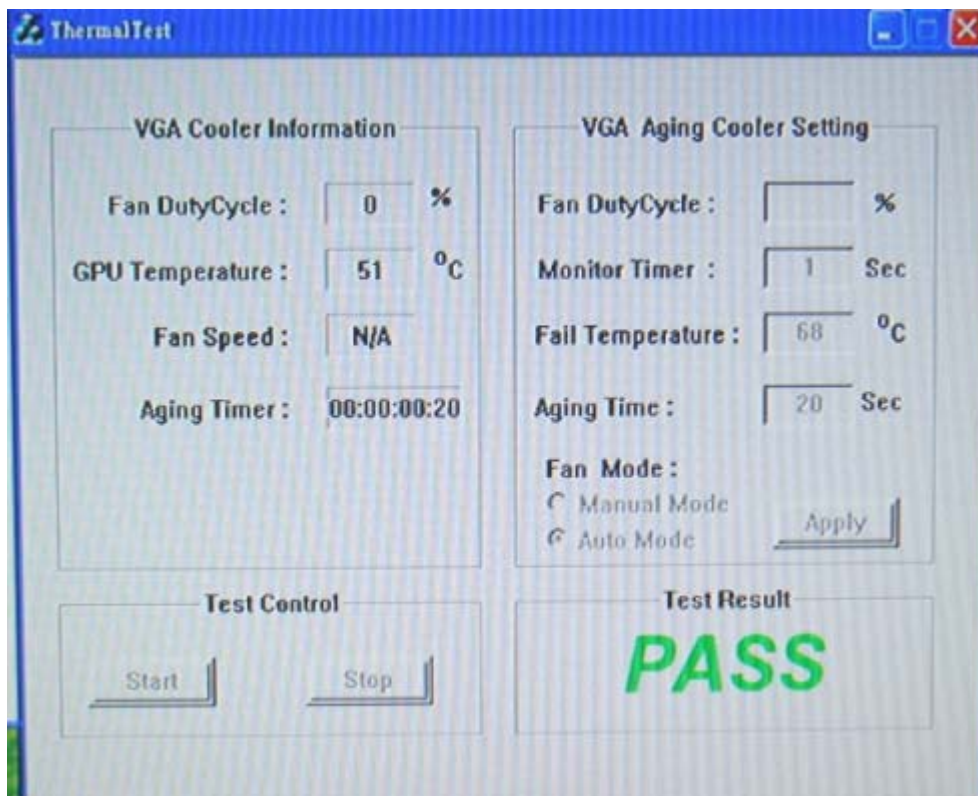 ThermalTest
VGA Cooler Information
Fan DutyCycle : 0 %
GPU Temperature : 51 °C
Fan Speed : N/A
Aging Timer : 00:00:00:20
VGA Aging Cooler Setting
Fan DutyCycle : %
Monitor Timer : 1 Sec
Fail Temperature : 68 °C
Aging Time : 20 Sec
Fan Mode :
Manual Mode
Auto Mode
Apply
Test Control
Start
Stop
Test Result
PASS